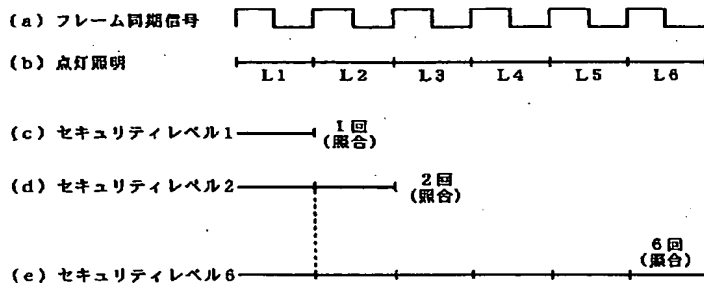 (a) フレーム同期信号
(b) 点灯照明
L1 L2 L3 L4 L5 L6
(c) セキュリティレベル1
1回
(照合)
(d) セキュリティレベル2
2回
(照合)
6回
(照合)
(e) セキュリティレベル6